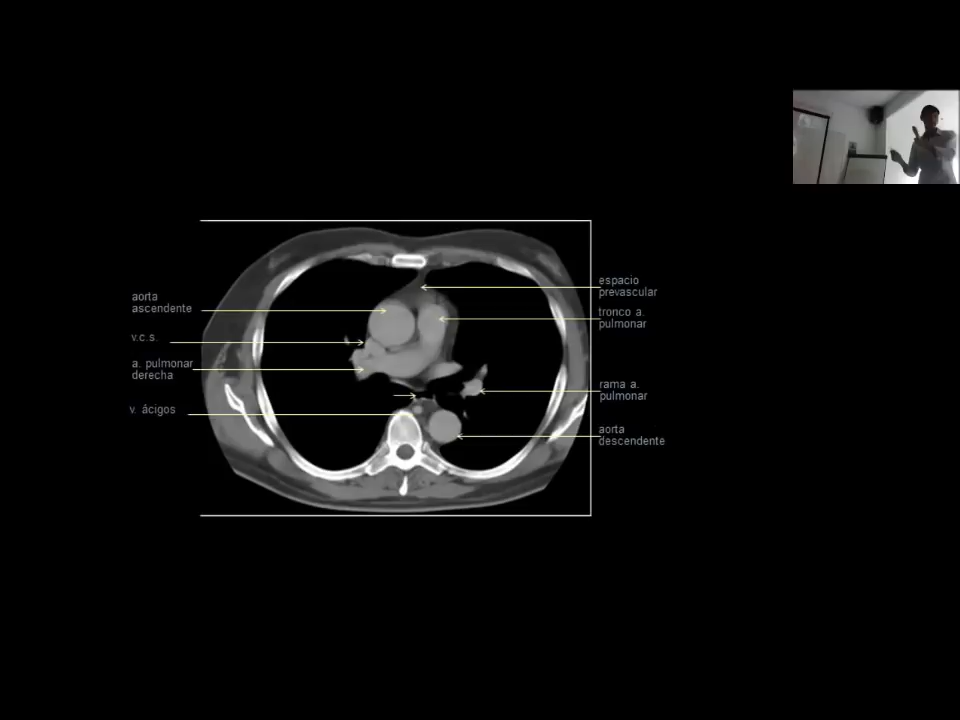 aorta
ascendente
v.c.s.
a. pulmonar
derecha
v. ácigos
espacio
prevascular
tronco a.
pulmonar
rama a.
pulmonar
aorta
descendente